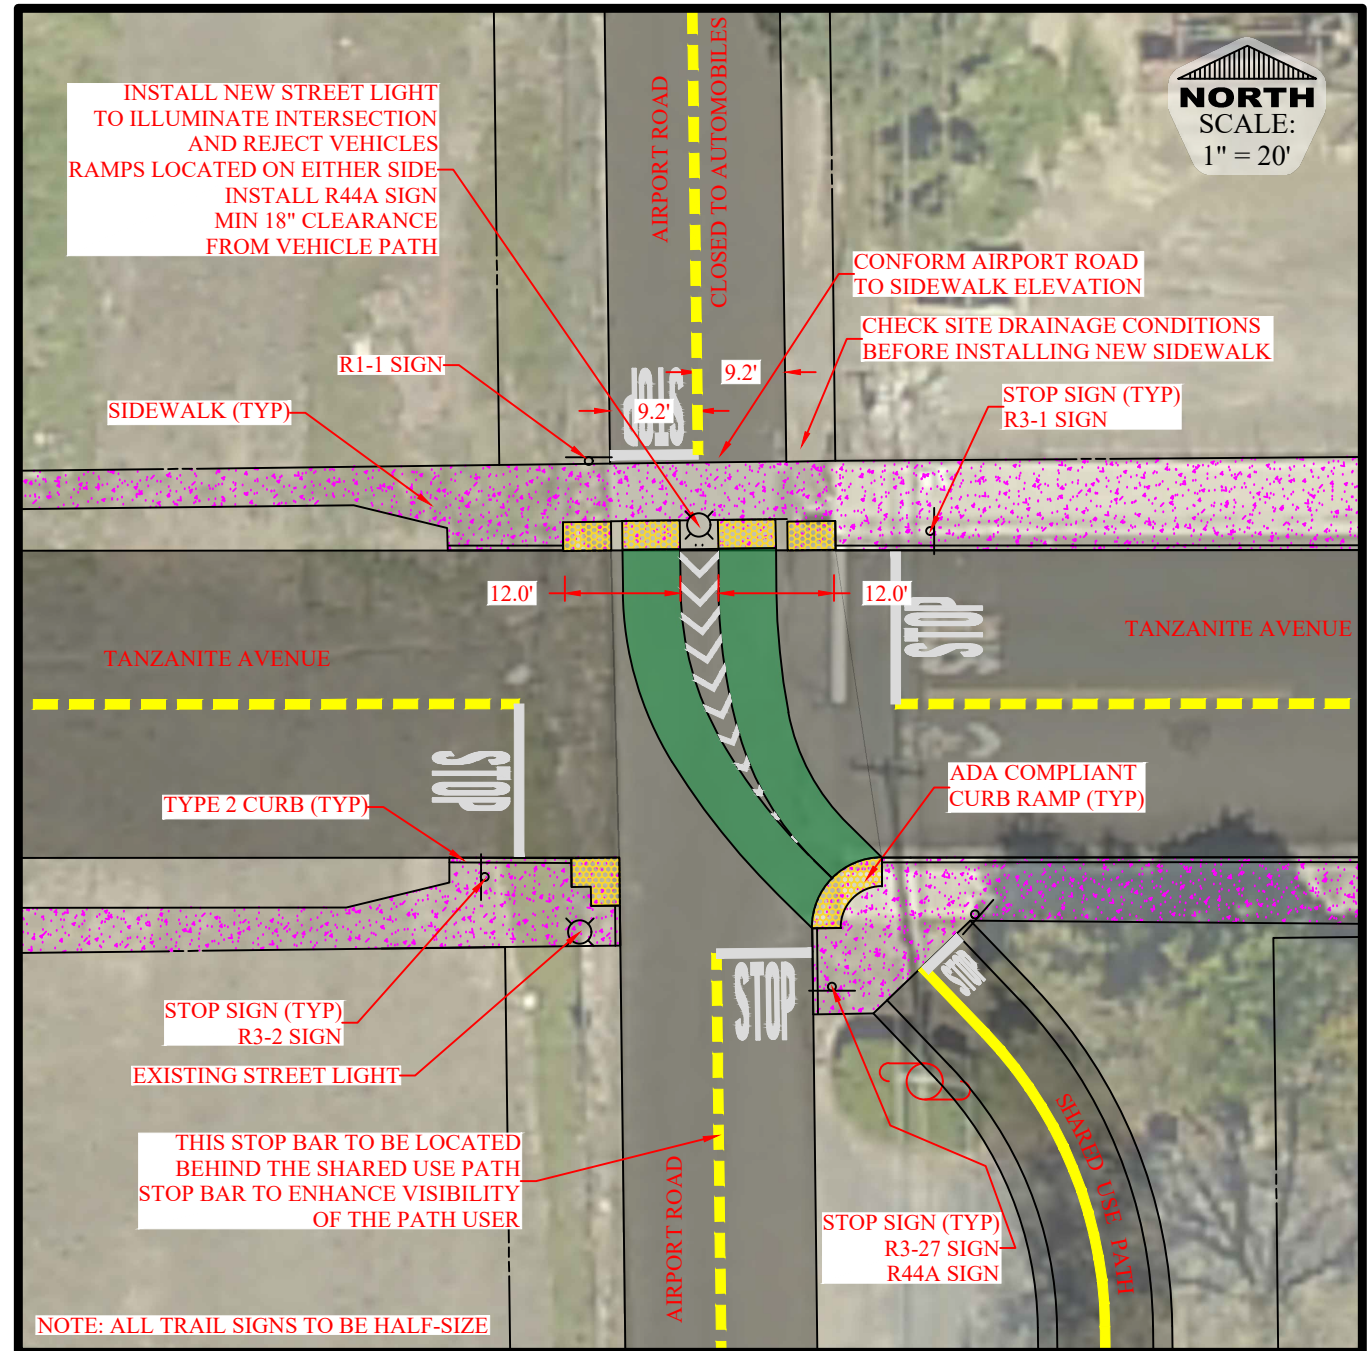 INSTALL NEW STREET LIGHT
TO ILLUMINATE INTERSECTION
AND REJECT VEHICLES
RAMPS LOCATED ON EITHER SIDE
INSTALL R44A SIGN
MIN 18" CLEARANCE
FROM VEHICLE PATH
AIRPORT ROAD
CLOSED TO AUTOMOBILES
NORTH
SCALE:
1" = 20'
CONFORM AIRPORT ROAD
TO SIDEWALK ELEVATION
CHECK SITE DRAINAGE CONDITIONS
BEFORE INSTALLING NEW SIDEWALK
R1-1 SIGN
9.2'
9.2'
STOP
SIDEWALK (TYP)
STOP SIGN (TYP)
R3-1 SIGN
12.0'
12.0'
STOP
TANZANITE AVENUE
TANZANITE AVENUE
STOP
TYPE 2 CURB (TYP)
ADA COMPLIANT
CURB RAMP (TYP)
STOP
STOP
STOP SIGN (TYP)
R3-2 SIGN
EXISTING STREET LIGHT
THIS STOP BAR TO BE LOCATED
BEHIND THE SHARED USE PATH
STOP BAR TO ENHANCE VISIBILITY
OF THE PATH USER
AIRPORT ROAD
SHARED USE PATH
STOP SIGN (TYP)
R3-27 SIGN
R44A SIGN
NOTE: ALL TRAIL SIGNS TO BE HALF-SIZE